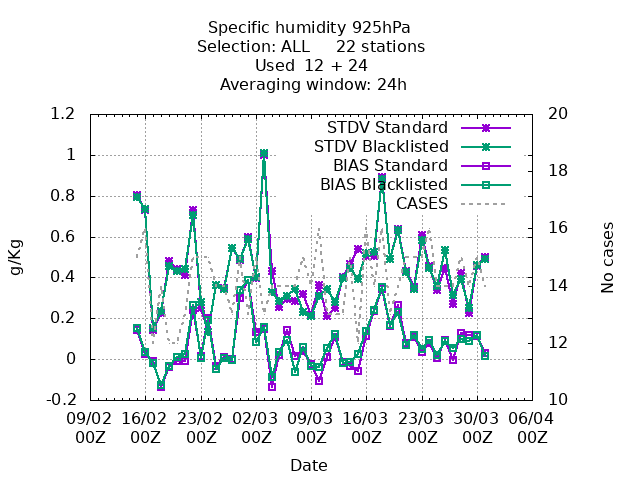 Specific humidity 925hPa
Selection: ALL     22 stations
Used  12 + 24
Averaging window: 24h
STDV Standard
STDV Blacklisted
BIAS Standard
BIAS Blacklisted
CASES
1.2
1
0.8
0.6
0.4
0.2
0
-0.2
g/Kg
20
18
16
14
12
10
No cases
09/02 16/02 23/02 02/03 09/03 16/03 23/03 30/03 06/04
00Z 00Z 00Z 00Z 00Z 00Z 00Z 00Z 00Z
Date